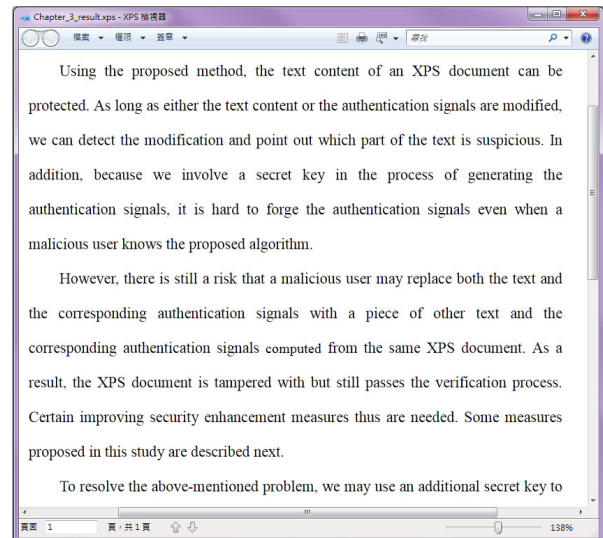 Chapter_3_result.xps - XPS 檢視器
檔案 權限 簽章 尋找
Using the proposed method, the text content of an XPS document can be
protected. As long as either the text content or the authentication signals are modified,
we can detect the modification and point out which part of the text is suspicious. In
addition, because we involve a secret key in the process of generating the
authentication signals, it is hard to forge the authentication signals even when a
malicious user knows the proposed algorithm.
However, there is still a risk that a malicious user may replace both the text and
the corresponding authentication signals with a piece of other text and the
corresponding authentication signals computed from the same XPS document. As a
result, the XPS document is tampered with but still passes the verification process.
Certain improving security enhancement measures thus are needed. Some measures
proposed in this study are described next.
To resolve the above-mentioned problem, we may use an additional secret key to
頁面 1 頁，共 1 頁 138%